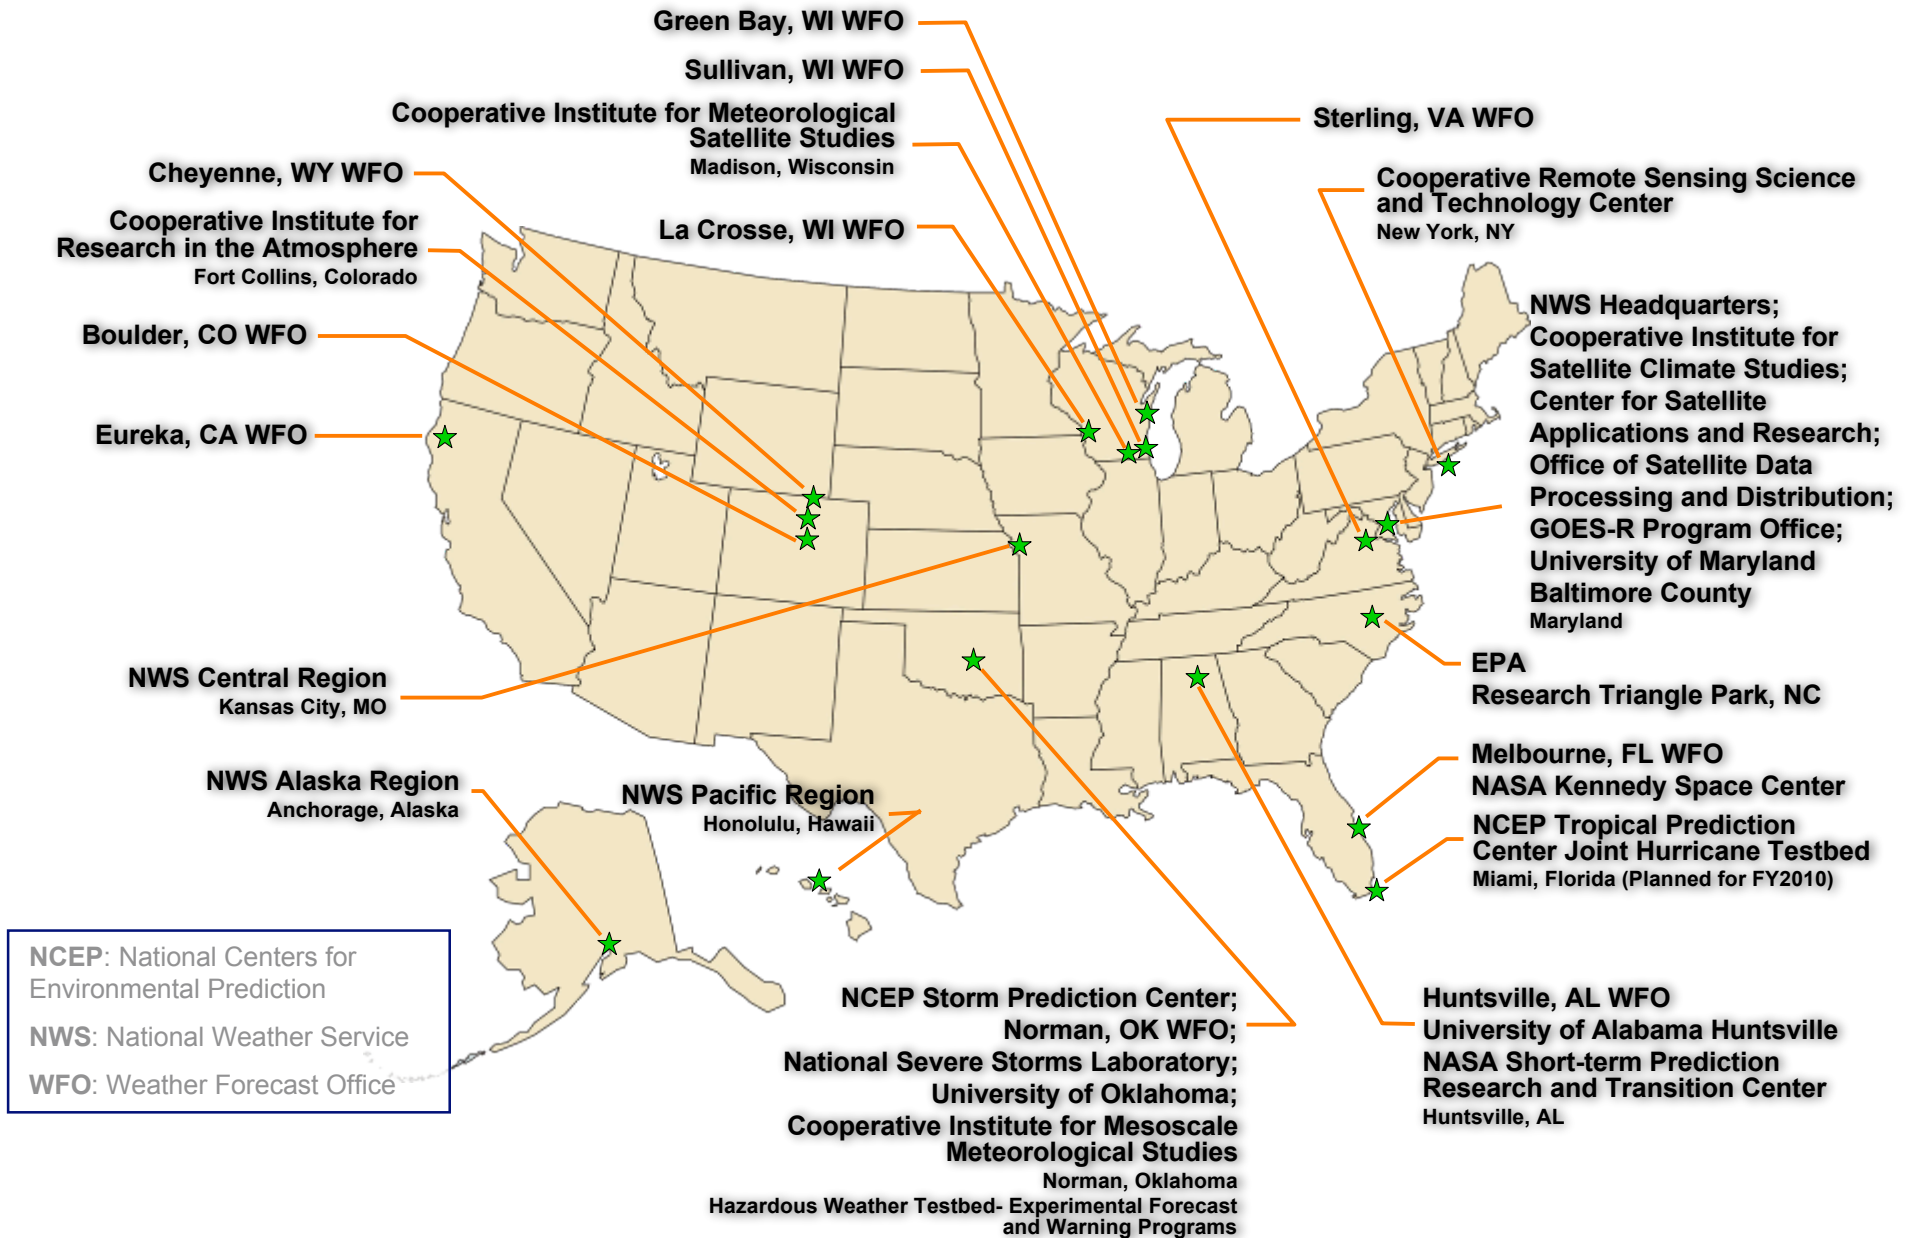 Green Bay, WI WFO
Sullivan, WI WFO
Cooperative Institute for Meteorological
Satellite Studies
Madison, Wisconsin
Cheyenne, WY WFO
Cooperative Institute for
Research in the Atmosphere
Fort Collins, Colorado
La Crosse, WI WFO
Boulder, CO WFO
Eureka, CA WFO
Sterling, VA WFO
Cooperative Remote Sensing Science
and Technology Center
New York, NY
NWS Headquarters;
Cooperative Institute for
Satellite Climate Studies;
Center for Satellite
Applications and Research;
Office of Satellite Data
Processing and Distribution;
GOES-R Program Office;
University of Maryland
Baltimore County
Maryland
EPA
Research Triangle Park, NC
Melbourne, FL WFO
NASA Kennedy Space Center
NCEP Tropical Prediction
Center Joint Hurricane Testbed
Miami, Florida (Planned for FY2010)
NWS Central Region
Kansas City, MO
NWS Alaska Region
Anchorage, Alaska
NWS Pacific Region
Honolulu, Hawaii
NCEP: National Centers for
Environmental Prediction
NWS: National Weather Service
WFO: Weather Forecast Office
NCEP Storm Prediction Center;
Norman, OK WFO;
National Severe Storms Laboratory;
University of Oklahoma;
Cooperative Institute for Mesoscale
Meteorological Studies
Norman, Oklahoma
Hazardous Weather Testbed- Experimental Forecast
and Warning Programs
Huntsville, AL WFO
University of Alabama Huntsville
NASA Short-term Prediction
Research and Transition Center
Huntsville, AL